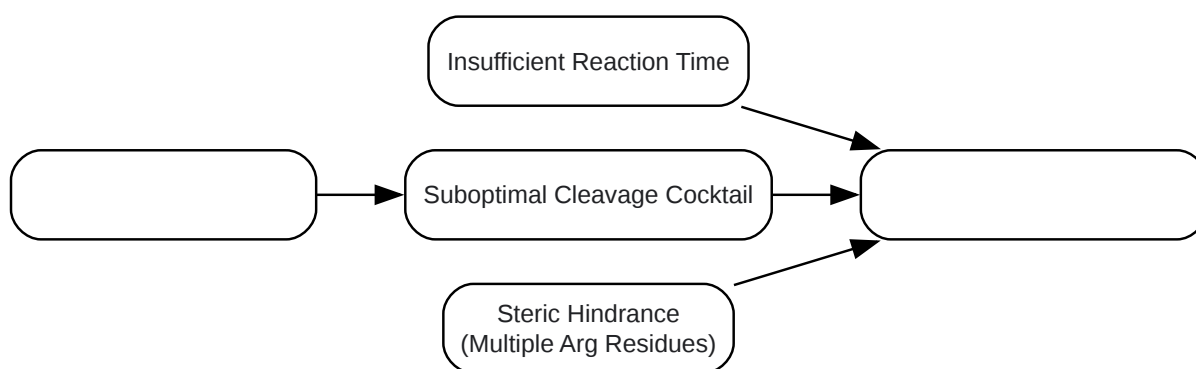 Insufficient Reaction Time
Suboptimal Cleavage Cocktail
Steric Hindrance
(Multiple Arg Residues)